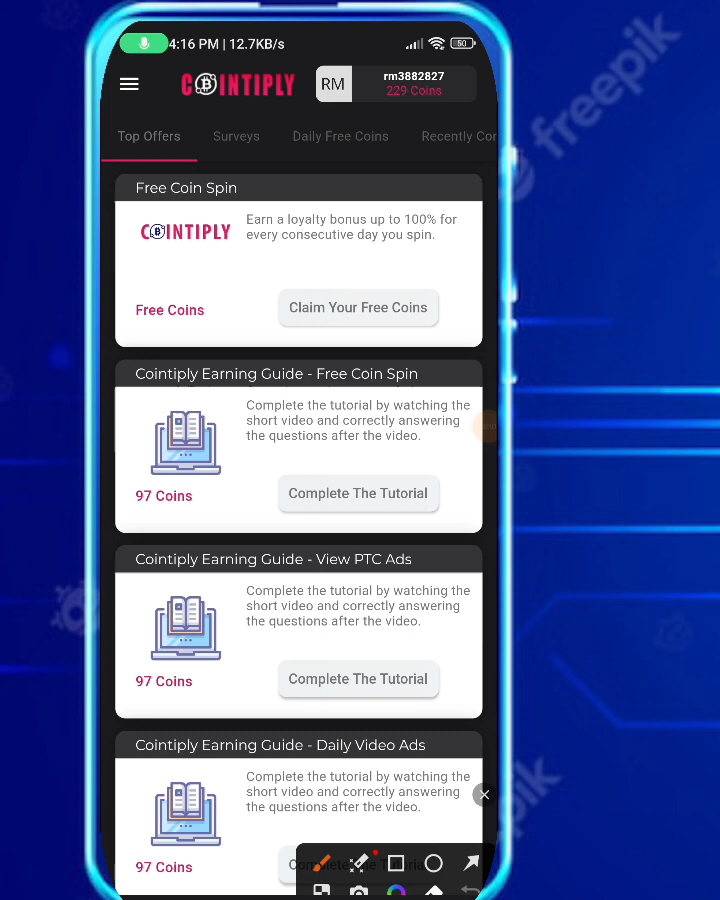 4:16 PM | 12.7KB/s
50
COINTIPLY
RM
rm3882827
229 Coins
Top Offers
Surveys
Daily Free Coins
Recently Cor
Free Coin Spin
COINTIPLY
Earn a loyalty bonus up to 100% for
every consecutive day you spin.
Free Coins
Claim Your Free Coins
Cointiply Earning Guide - Free Coin Spin
Complete the tutorial by watching the
short video and correctly answering
the questions after the video.
97 Coins
Complete The Tutorial
Cointiply Earning Guide - View PTC Ads
Complete the tutorial by watching the
short video and correctly answering
the questions after the video.
97 Coins
Complete The Tutorial
Cointiply Earning Guide - Daily Video Ads
Complete the tutorial by watching the
short video and correctly answering
the questions after the video.
97 Coins
Complete The Tutorial
freepik